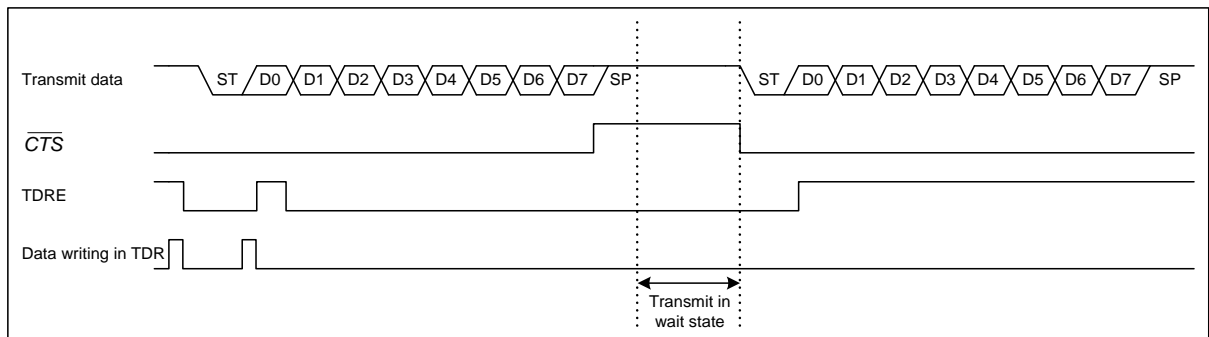 Transmit data ST D0 D1 D2 D3 D4 D5 D6 D7 SP ST D0 D1 D2 D3 D4 D5 D6 D7 SP
CTS
TDRE
Data writing in TDR
Transmit in
wait state